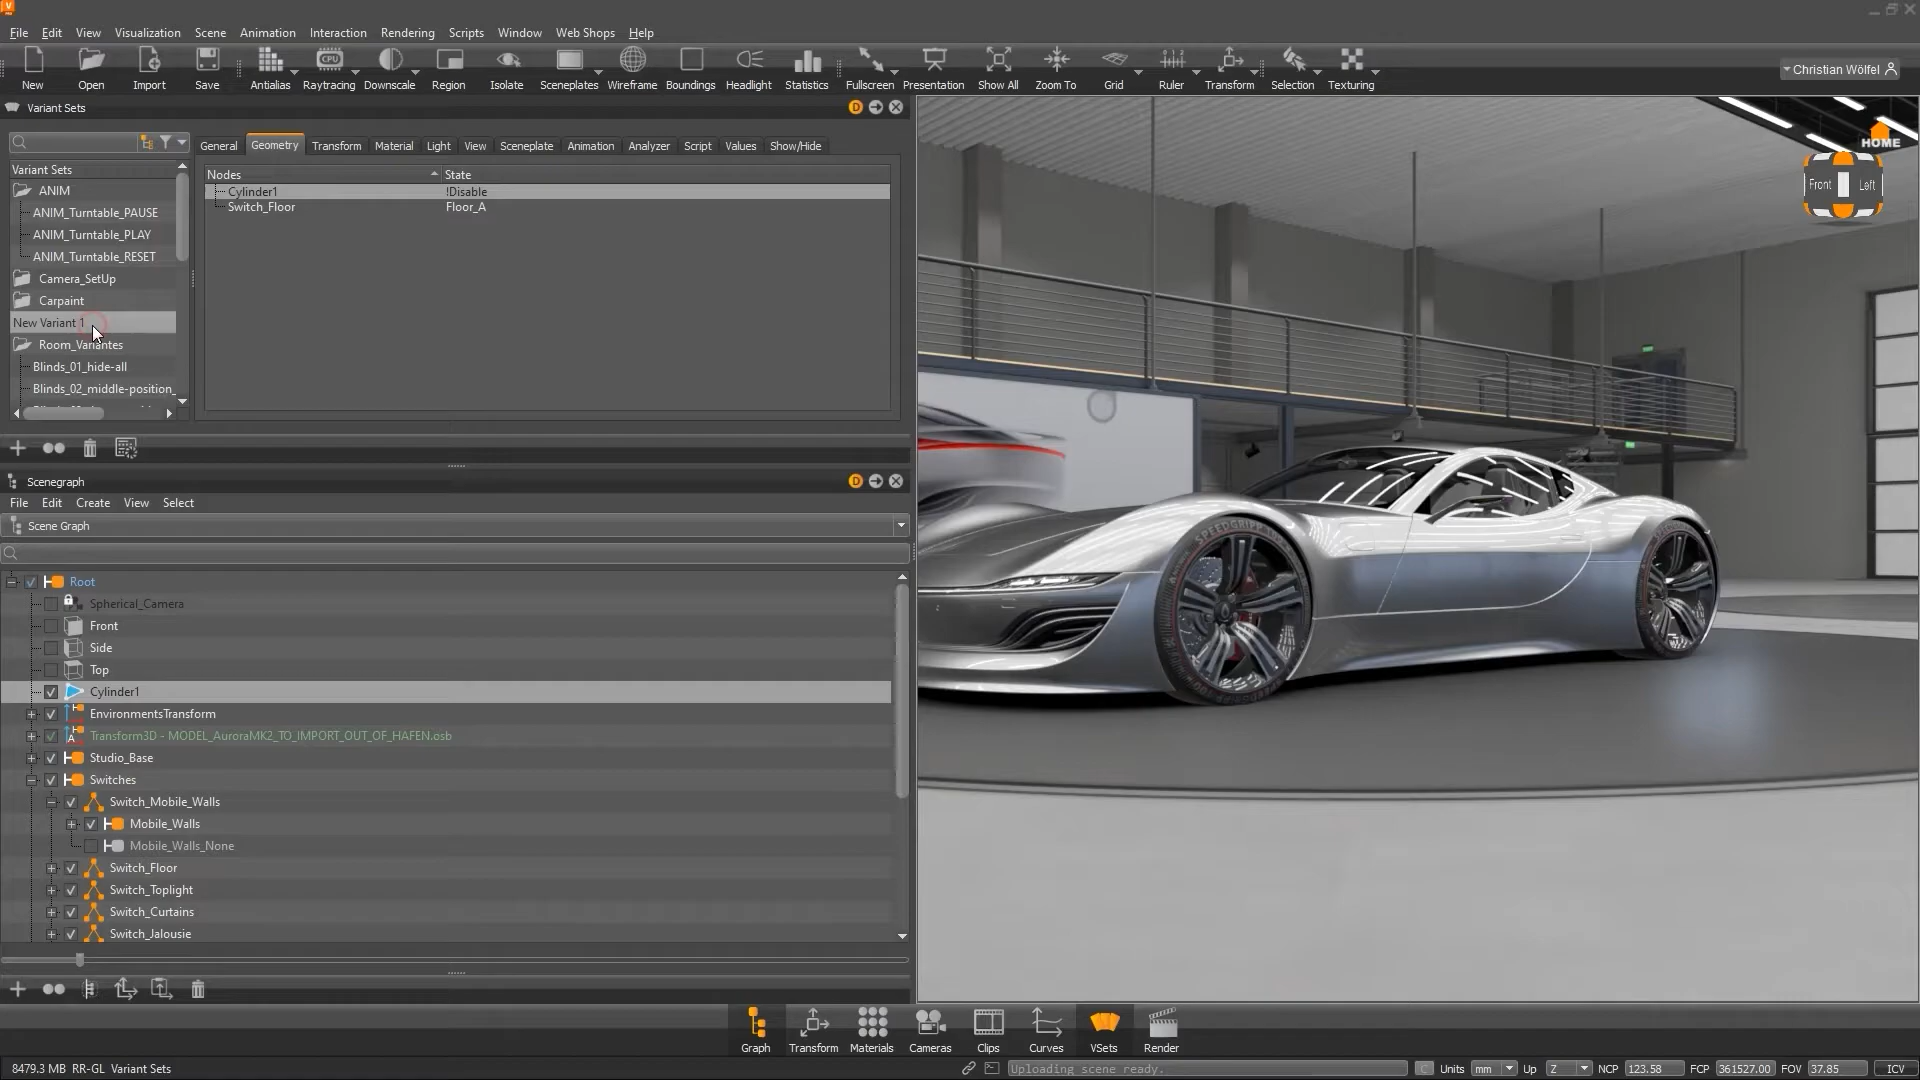 File Edit View Visualization Scene Animation Interaction Rendering Scripts Window Web Shops Help
New Open Import Save Antialias Raytracing Downscale Region Isolate Sceneplates Wireframe Boundings Headlight Statistics Fullscreen Presentation Show All Zoom To Grid Ruler Transform Selection Texturing
CPU
Christian Wölfel
Variant Sets
D
General Geometry Transform Material Light View Sceneplate Animation Analyzer Script Values Show/Hide
Variant Sets
ANIM
ANIM_Turntable_PAUSE
ANIM_Turntable_PLAY
ANIM_Turntable_RESET
Camera_SetUp
Carpaint
New Variant 1
Room_Variantes
Blinds_01_hide-all
Blinds_02_middle-position_
Nodes State
Cylinder1 !Disable
Switch_Floor Floor_A
HOME
Front Left
Scenegraph
D
File Edit Create View Select
Scene Graph
Root
Spherical_Camera
Front
Side
Top
Cylinder1
EnvironmentsTransform
Transform3D - MODEL_AuroraMK2_TO_IMPORT_OUT_OF_HAFEN.osb
Studio_Base
Switches
Switch_Mobile_Walls
Mobile_Walls
Mobile_Walls_None
Switch_Floor
Switch_Toplight
Switch_Curtains
Switch_Jalousie
Graph Transform Materials Cameras Clips Curves VSets Render
8479.3 MB RR-GL Variant Sets
Uploading scene ready.
C Units mm Up Z NCP 123.58 FCP 361527.00 FOV 37.85 ICV